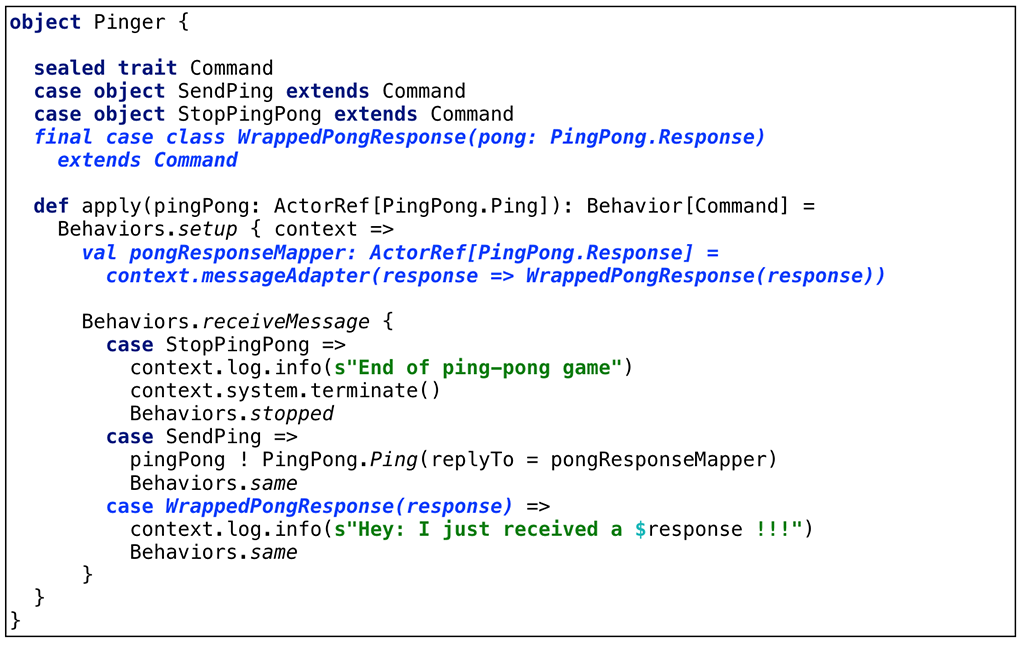 object Pinger {
sealed trait Command
case object SendPing extends Command
case object StopPingPong extends Command
final case class WrappedPongResponse(pong: PingPong.Response)
extends Command
def apply(pingPong: ActorRef[PingPong.Ping]): Behavior[Command] =
Behaviors.setup { context =>
val pongResponseMapper: ActorRef[PingPong.Response] =
context.messageAdapter(response => WrappedPongResponse(response))
Behaviors.receiveMessage {
case StopPingPong =>
context.log.info(s"End of ping-pong game")
context.system.terminate()
Behaviors.stopped
case SendPing =>
pingPong ! PingPong.Ping(replyTo = pongResponseMapper)
Behaviors.same
case WrappedPongResponse(response) =>
context.log.info(s"Hey: I just received a $response !!!")
Behaviors.same
}
}
}